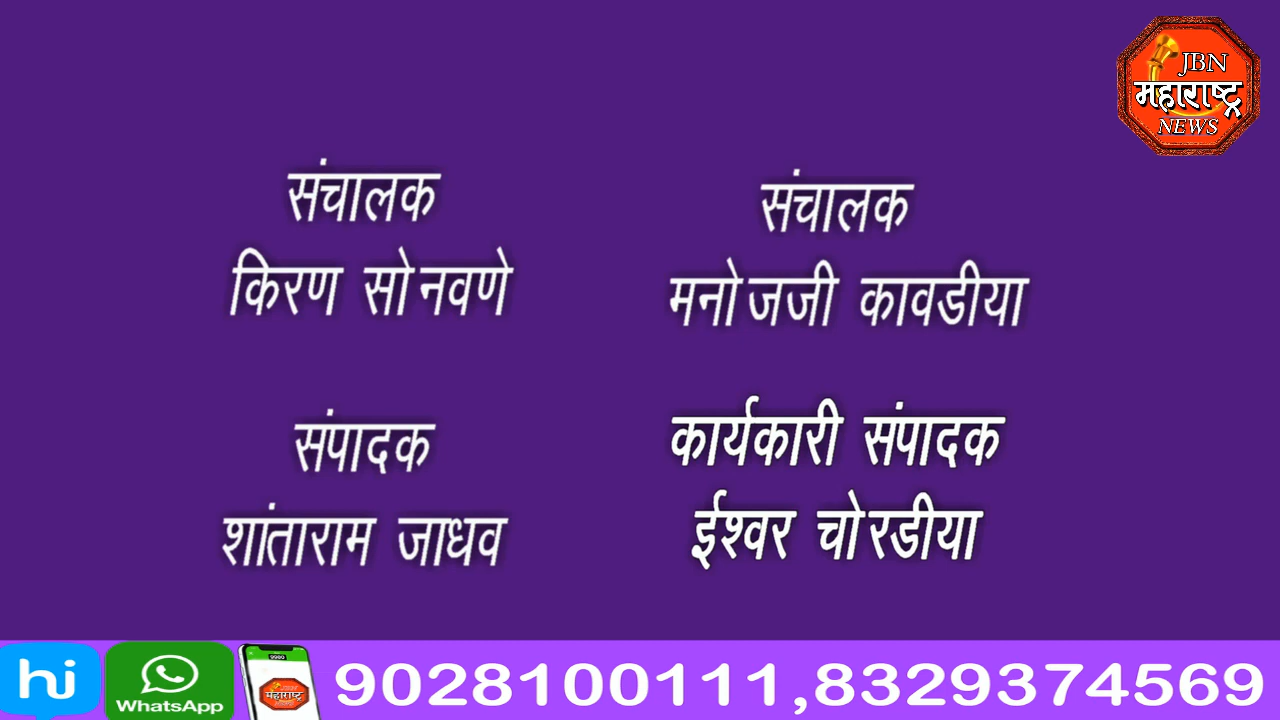 JBN
महाराष्ट्र
NEWS
संचालक
किरण सोनवणे
संचालक
मनोजजी कावडीया
संपादक
शांताराम जाधव
कार्यकारी संपादक
ईश्वर चोरडीया
hi
WhatsApp
महाराष्ट्र
9028100111,8329374569